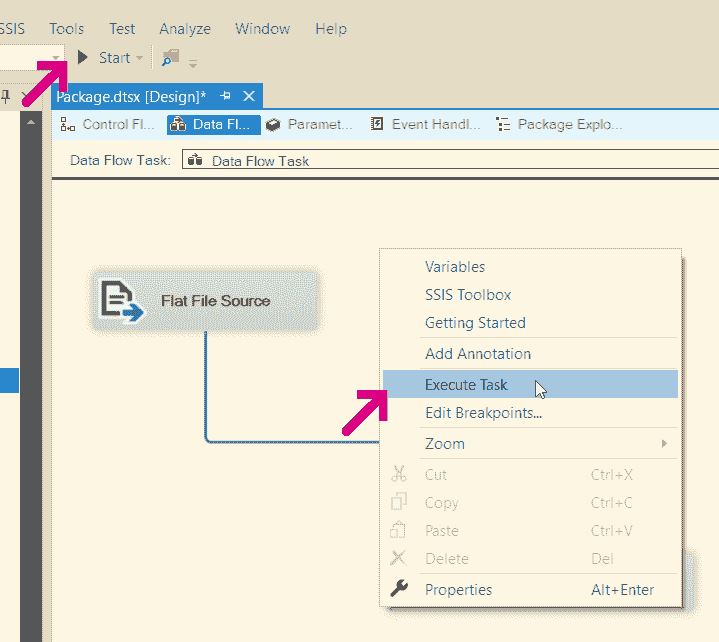 SSIS Tools Test Analyze Window Help
Start
Package.dtsx [Design]*
Control Fl... Data Fl... Paramet... Event Handl... Package Explo...
Data Flow Task: Data Flow Task
Flat File Source
Variables
SSIS Toolbox
Getting Started
Add Annotation
Execute Task
Edit Breakpoints...
Zoom
Cut Ctrl+X
Copy Ctrl+C
Paste Ctrl+V
Delete Del
Properties Alt+Enter